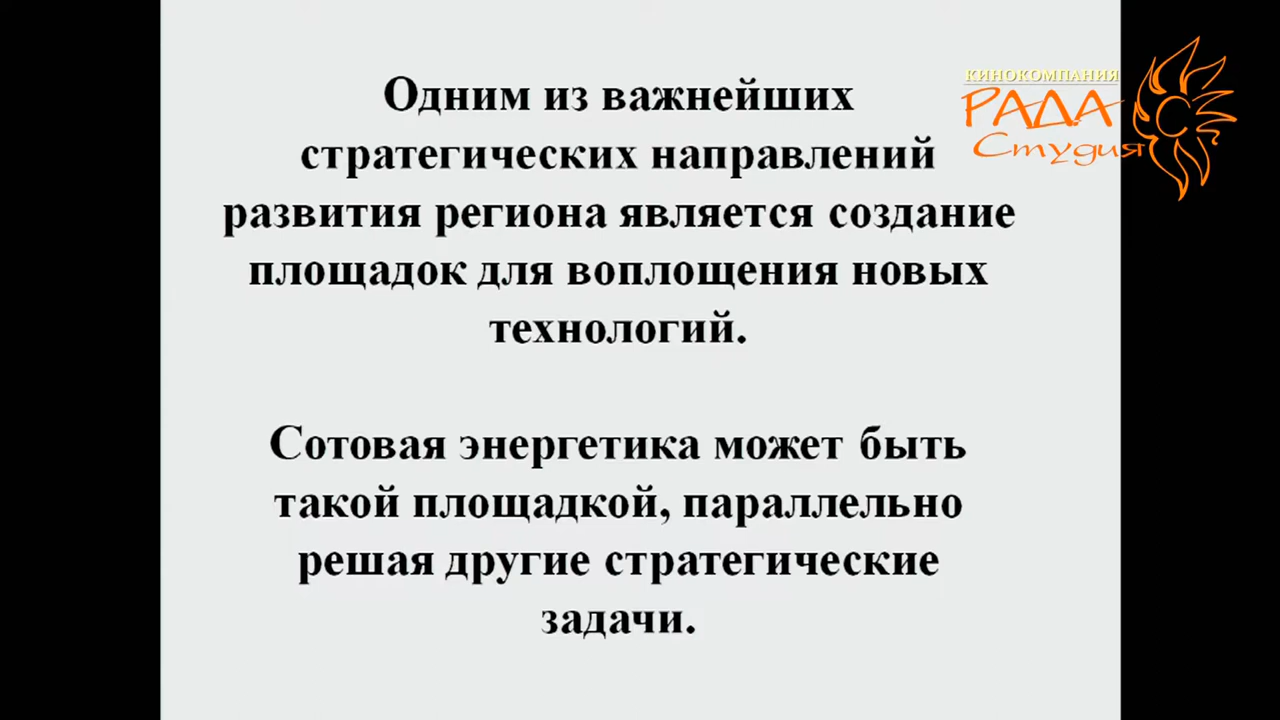 Одним из важнейших
стратегических направлений
развития региона является создание
площадок для воплощения новых
технологий.
Сотовая энергетика может быть
такой площадкой, параллельно
решая другие стратегические
задачи.
КИНОКОМПАНИЯ
РАДА
Студия
С